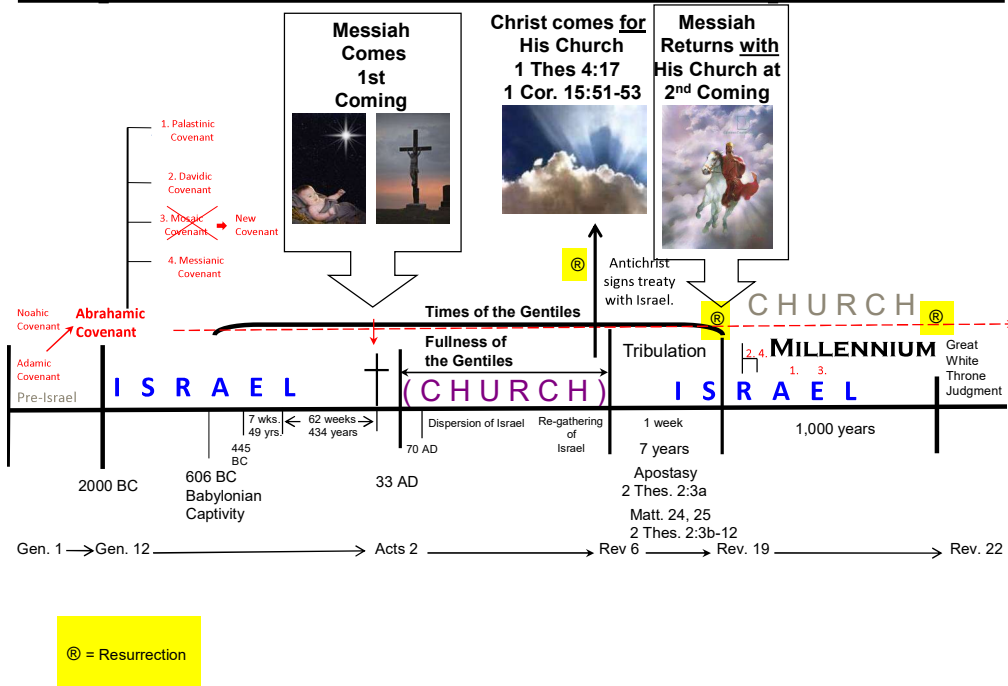 Messiah
Comes
1st
Coming
Christ comes for
His Church
1 Thes 4:17
1 Cor. 15:51-53
Messiah
Returns with
His Church at
2nd Coming
1. Palastinic
Covenant
2. Davidic
Covenant
3. Mosaic
Covenant
New
Covenant
4. Messianic
Covenant
®
Antichrist
signs treaty
with Israel.
Noahic
Covenant
Abrahamic
Covenant
Adamic
Covenant
Pre-Israel
Times of the Gentiles
®
CHURCH
®
Fullness of
the Gentiles
Tribulation
2. 4.
MILLENNIUM
1. 3.
Great
White
Throne
Judgment
ISRAEL
(CHURCH)
ISRAEL
7 wks.
49 yrs.
62 weeks
434 years
Dispersion of Israel
Re-gathering
of
Israel
1 week
1,000 years
445
BC
70 AD
7 years
2000 BC
606 BC
Babylonian
Captivity
33 AD
Apostasy
2 Thes. 2:3a
Matt. 24, 25
2 Thes. 2:3b-12
Gen. 1
Gen. 12
Acts 2
Rev 6
Rev. 19
Rev. 22
® = Resurrection